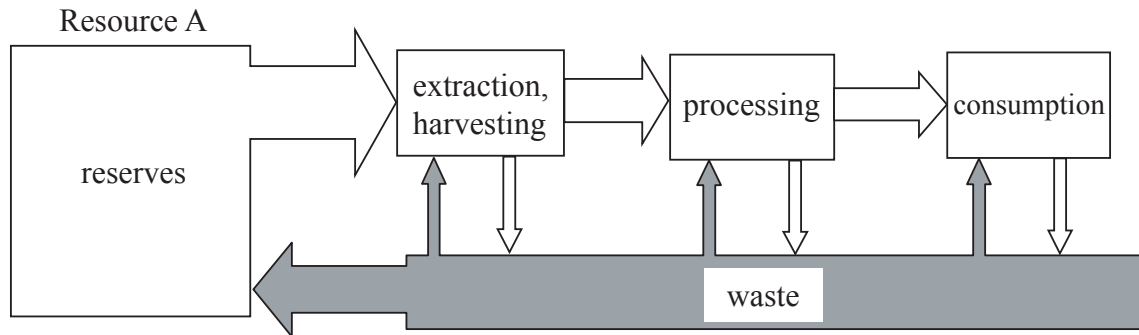 Resource A
reserves
extraction,
harvesting
processing
consumption
waste